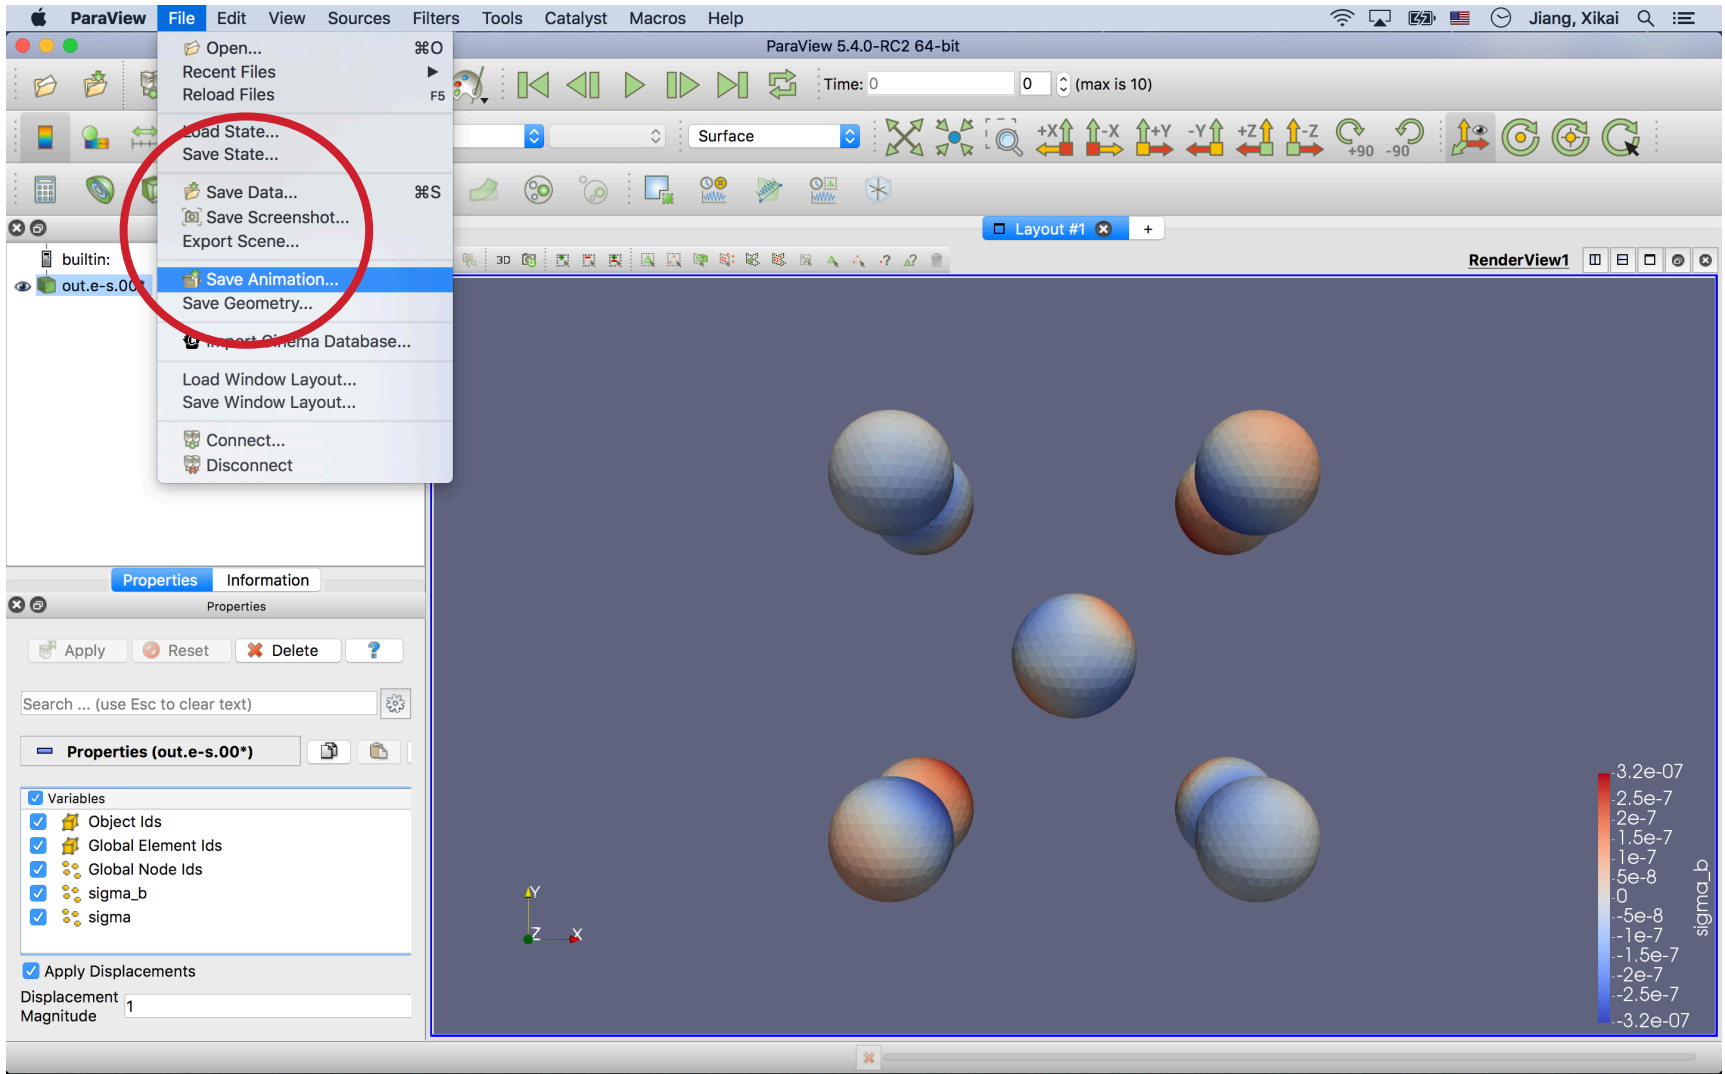 ParaView File Edit View Sources Filters Tools Catalyst Macros Help Jiang, Xikai
ParaView 5.4.0-RC2 64-bit
Open... ⌘O
Recent Files ▶
Reload Files F5
Load State...
Save State...
Save Data... ⌘S
Save Screenshot...
Export Scene...
Save Animation...
Save Geometry...
Import Cinema Database...
Load Window Layout...
Save Window Layout...
Connect...
Disconnect
Time: 0 0 (max is 10)
Surface
+X -X +Y -Y +Z -Z +90 -90
Layout #1 +
3D
RenderView1
builtin:
out.e-s.00*
Properties Information
Properties
Apply Reset Delete ?
Search ... (use Esc to clear text)
Properties (out.e-s.00*)
Variables
Object Ids
Global Element Ids
Global Node Ids
sigma_b
sigma
Apply Displacements
Displacement
Magnitude
1
Y
Z X
3.2e-07
2.5e-7
2e-7
1.5e-7
1e-7
5e-8
0
-5e-8
-1e-7
-1.5e-7
-2e-7
-2.5e-7
-3.2e-07
sigma_b